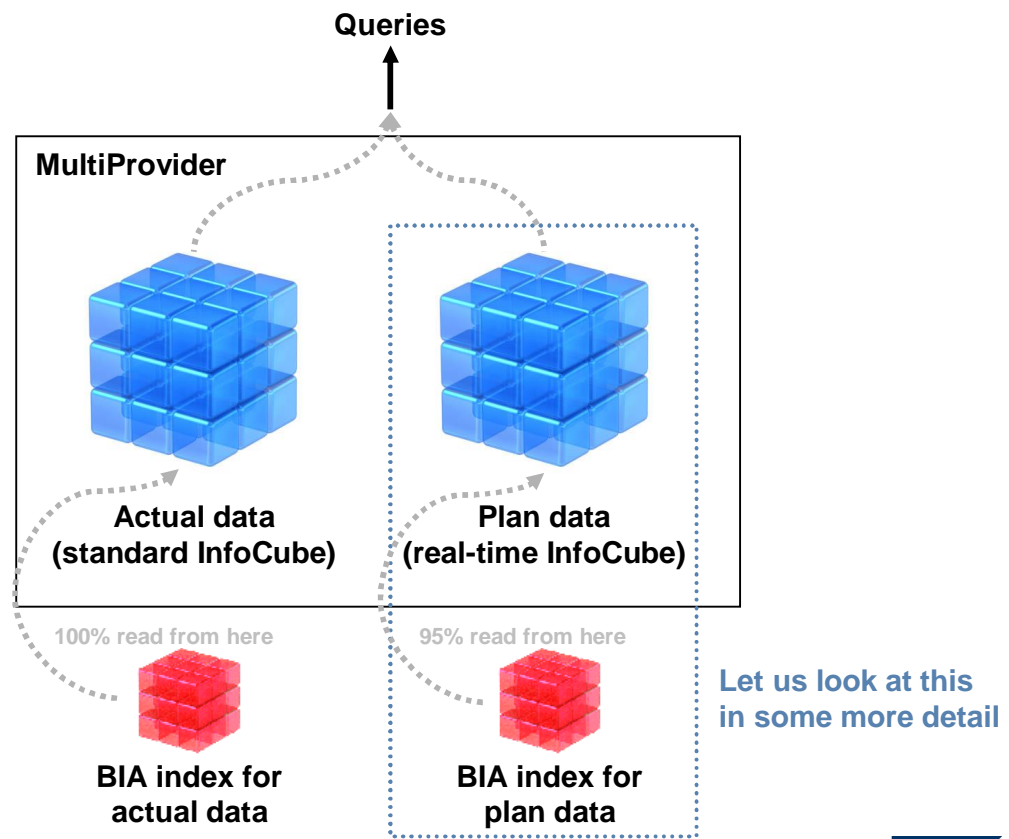 Queries
MultiProvider
Actual data
(standard InfoCube)
Plan data
(real-time InfoCube)
100% read from here
95% read from here
BIA index for
actual data
BIA index for
plan data
Let us look at this
in some more detail